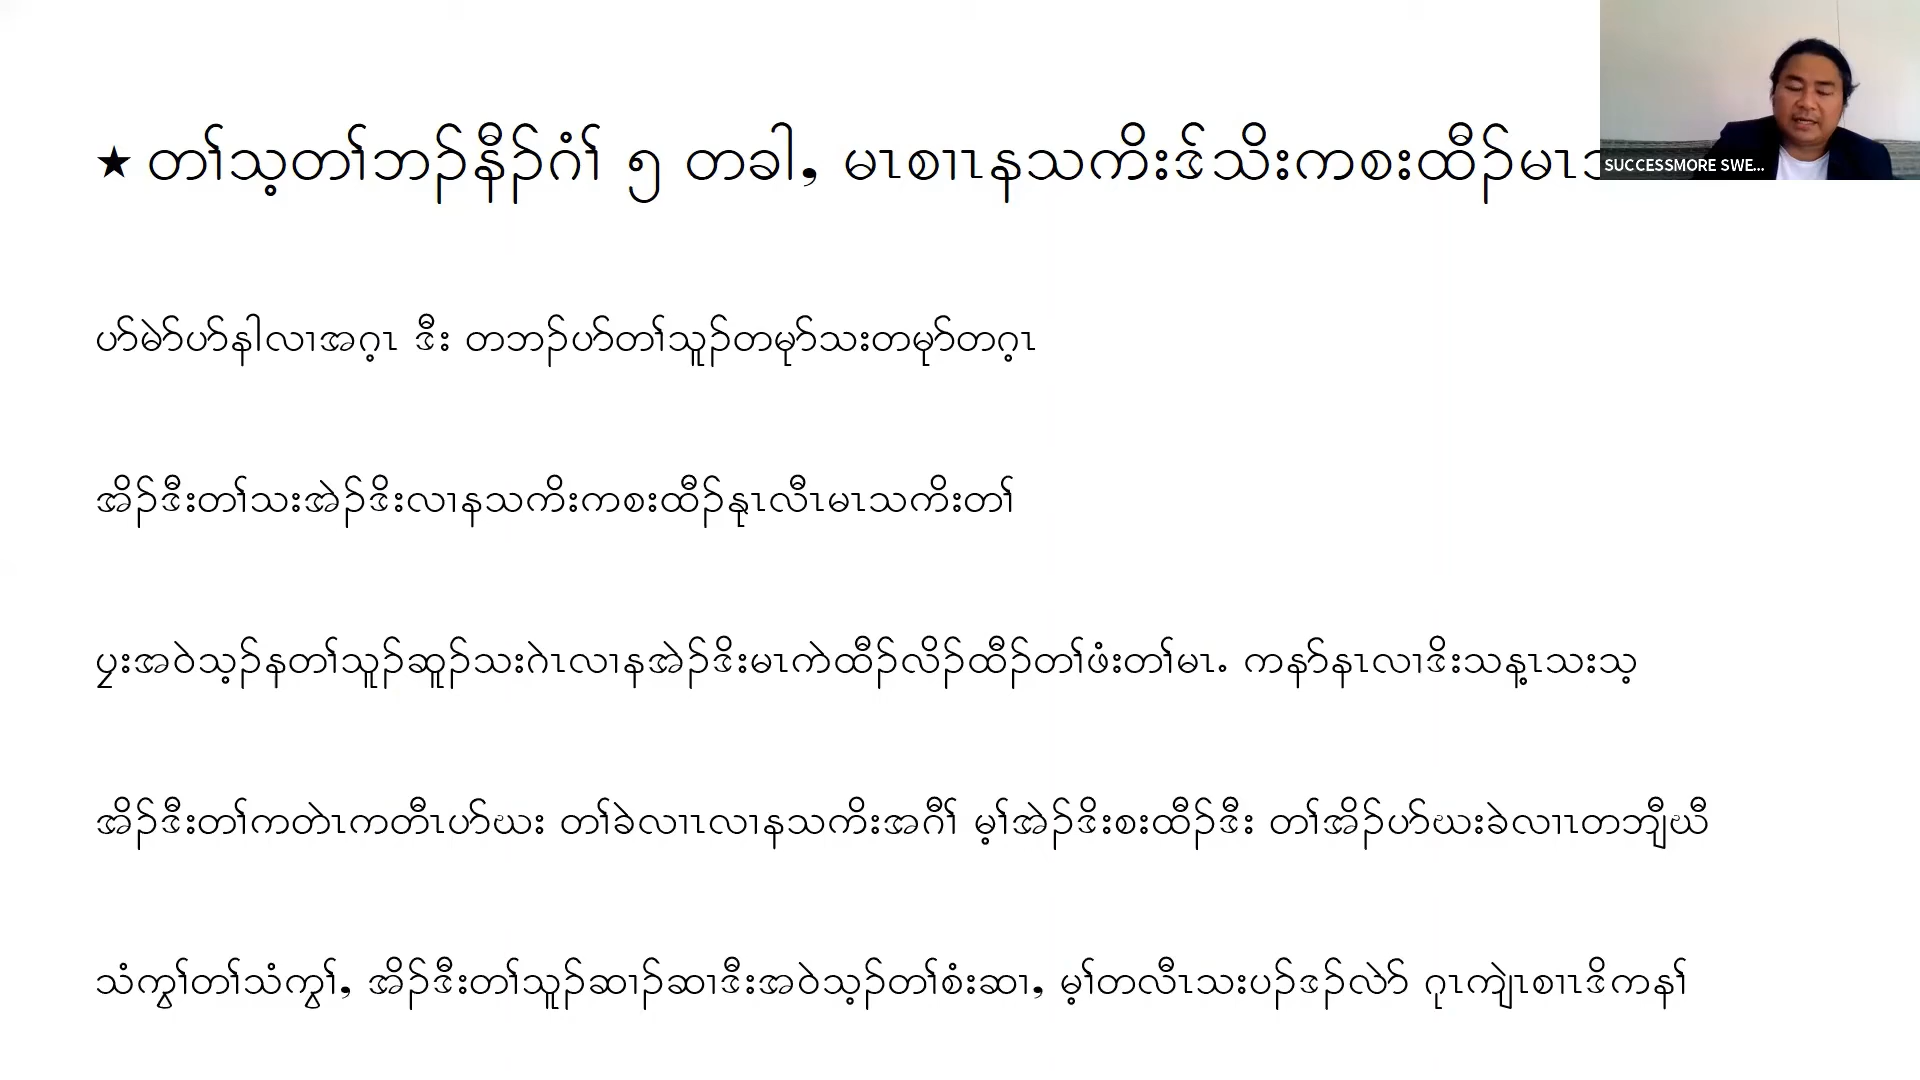 ★ တၢ်သ့တၢ်ဘၣ်နီၣ်ဂံၢ် ၅ တခါ, မၤစၢၤနသကိးဒ်သိးကစးထီၣ်မၤ
SUCCESSMORE SWE...
ပာ်မဲာ်ပာ်နါလၢအဂ့ၤ ဒီး တဘၣ်ပာ်တၢ်သူၣ်တမုာ်သးတမုာ်တဂ့ၤ
အိၣ်ဒီးတၢ်သးအဲၣ်ဒိးလၢနသကိးကစးထီၣ်နုၤလီၤမၤသကိးတၢ်
ပှၤအဝဲသ့ၣ်နတၢ်သူၣ်ဆူၣ်သးဂဲၤလၢနအဲၣ်ဒိးမၤကဲထီၣ်လိၣ်ထီၣ်တၢ်ဖံးတၢ်မၤ. ကနာ်နၤလၢဒိးသန့ၤသးသ့
အိၣ်ဒီးတၢ်ကတဲၤကတီၤပာ်ဃး တၢ်ခဲလၢၤလၢနသကိးအဂီၢ် မ့ၢ်အဲၣ်ဒိးစးထီၣ်ဒီး တၢ်အိၣ်ပာ်ဃးခဲလၢၤတဘျီဃီ
သံကွၢ်တၢ်သံကွၢ်, အိၣ်ဒီးတၢ်သူၣ်ဆၢၣ်ဆၢဒီးအဝဲသ့ၣ်တၢ်စံးဆၢ, မ့ၢ်တလီၤသးပၣ်ဒၣ်လဲာ် ဂုၤကျဲၤစၢၤဒိကနၢ်